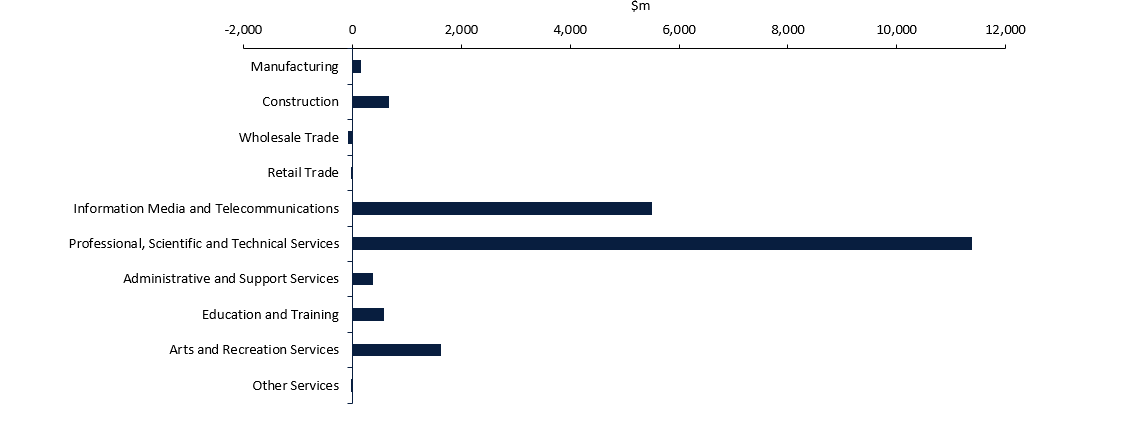 $m
-2,000 0 2,000 4,000 6,000 8,000 10,000 12,000
Manufacturing
Construction
Wholesale Trade
Retail Trade
Information Media and Telecommunications
Professional, Scientific and Technical Services
Administrative and Support Services
Education and Training
Arts and Recreation Services
Other Services